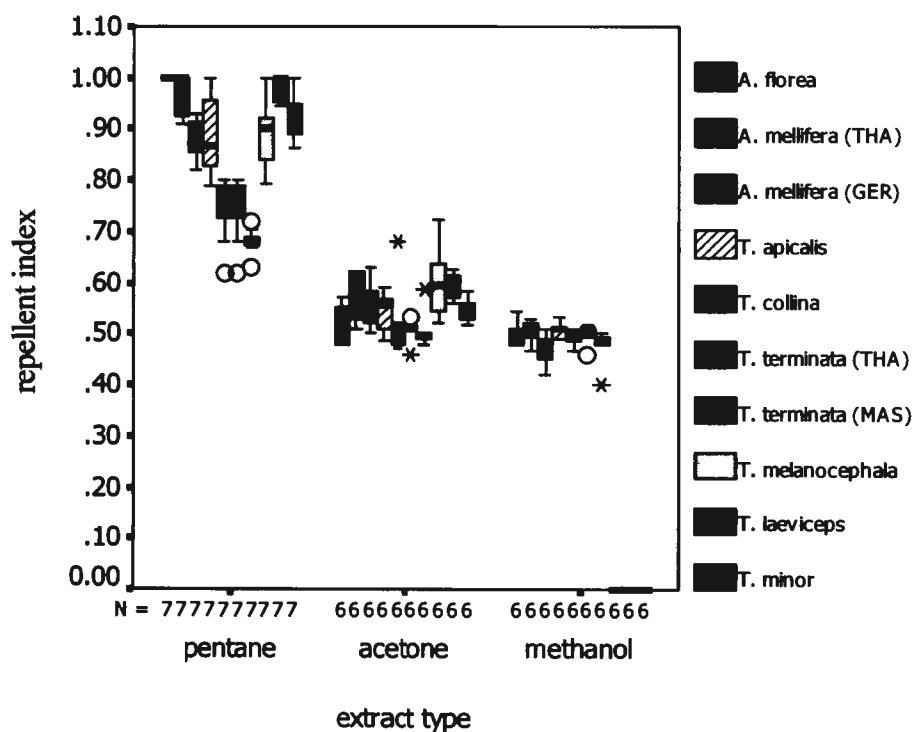 1.10
1.00
.90
.80
.70
.60
.50
.40
.30
.20
.10
0.00
repellent index
N = 7777777777 6666666666 6666666666
pentane acetone methanol
extract type
A. florea
A. mellifera (THA)
A. mellifera (GER)
T. apicalis
T. collina
T. terminata (THA)
T. terminata (MAS)
T. melanocephala
T. laeviceps
T. minor